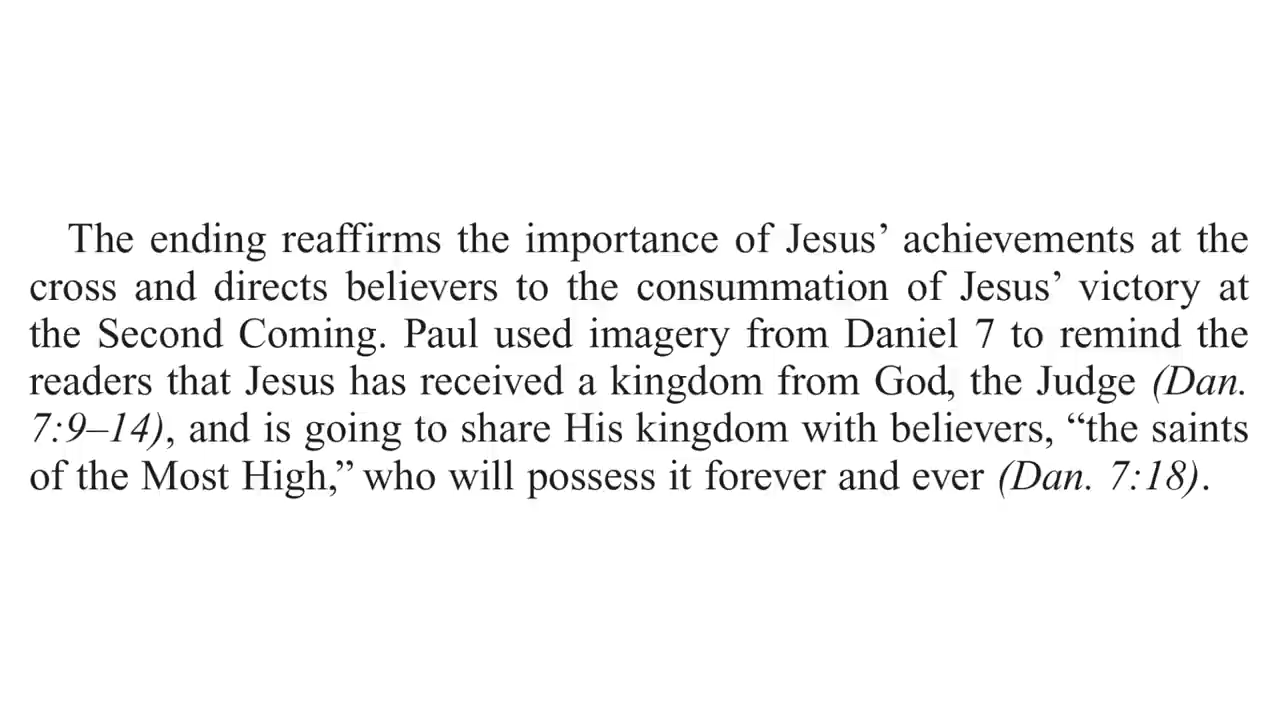 The ending reaffirms the importance of Jesus’ achievements at the
cross and directs believers to the consummation of Jesus’ victory at
the Second Coming. Paul used imagery from Daniel 7 to remind the
readers that Jesus has received a kingdom from God, the Judge (Dan.
7:9–14), and is going to share His kingdom with believers, “the saints
of the Most High,” who will possess it forever and ever (Dan. 7:18).